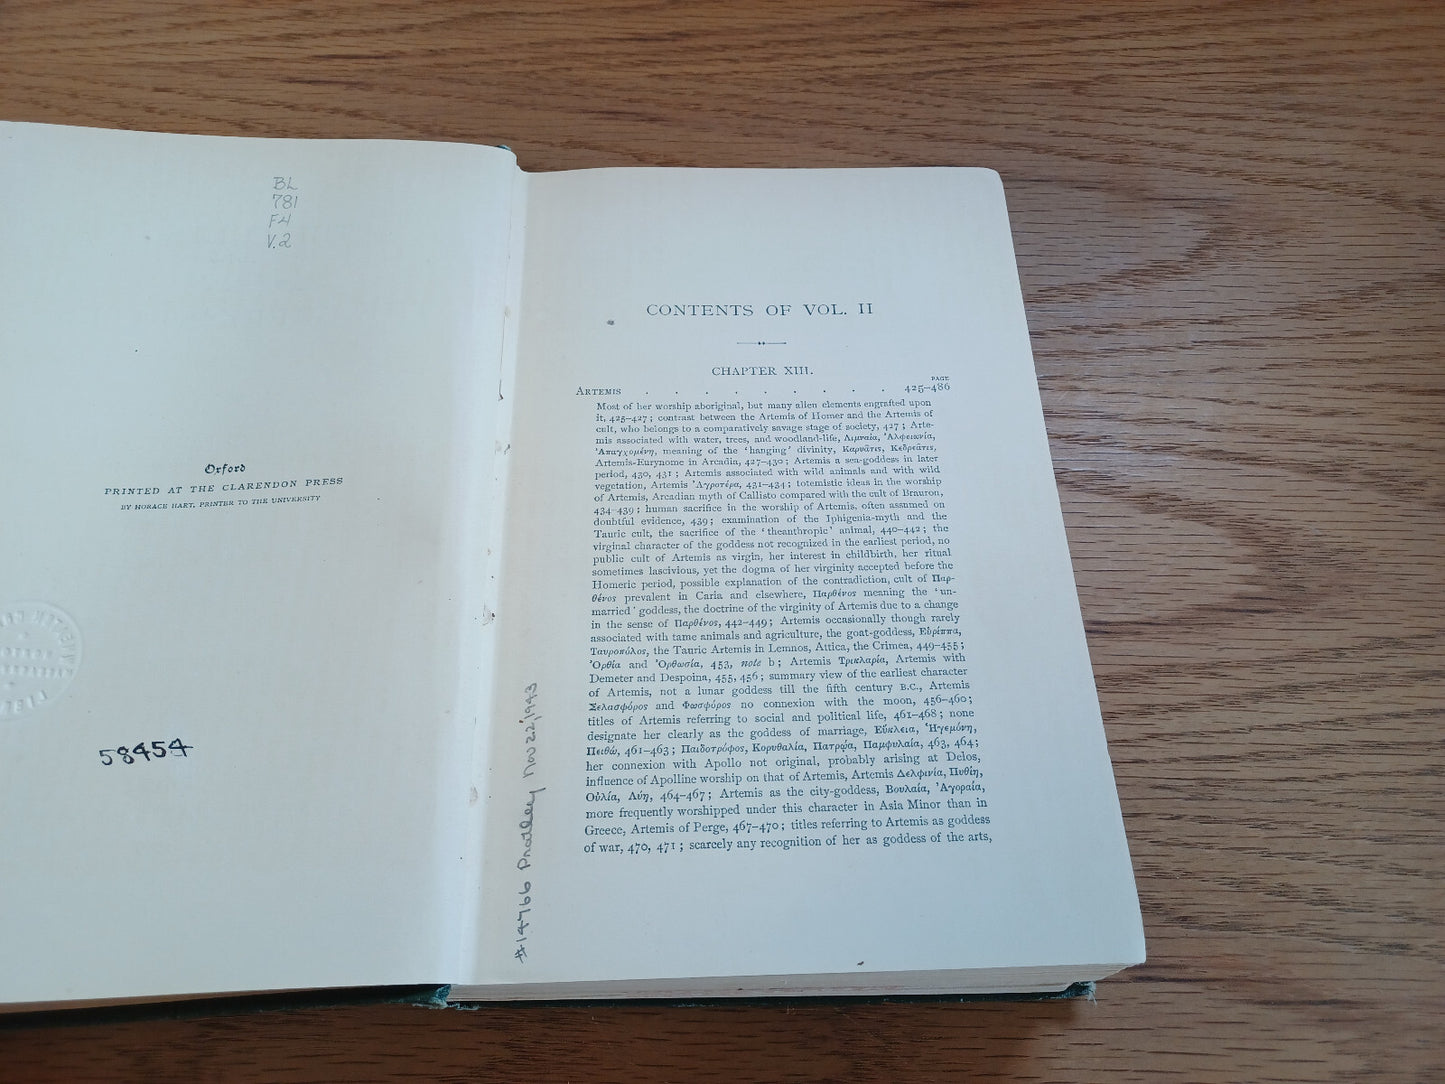 BL
781
F4
V.2
Oxford
PRINTED AT THE CLARENDON PRESS
BY HORACE HART, PRINTER TO THE UNIVERSITY
58454
#14766 Nov 22, 1943
CONTENTS OF VOL. II
CHAPTER XIII.
PAGE
ARTEMIS . . . . . . . . 425–486
Most of her worship aboriginal, but many alien elements engrafted upon
it, 425–427; contrast between the Artemis of Homer and the Artemis of
cult, who belongs to a comparatively savage stage of society, 427; Arte-
mis associated with water, trees, and woodland-life, Λιμναία, Ἀλφειωνία,
Ἀπαγχομένη, meaning of the 'hanging' divinity, Καρυᾶτις, Κεδρεᾶτις,
Artemis-Eurynome in Arcadia, 427–430; Artemis a sea-goddess in later
period, 430, 431; Artemis associated with wild animals and with wild
vegetation, Artemis Ἀγροτέρα, 431–434; totemistic ideas in the worship
of Artemis, Arcadian myth of Callisto compared with the cult of Brauron,
434–439; human sacrifice in the worship of Artemis, often assumed on
doubtful evidence, 439; examination of the Iphigenia-myth and the
Tauric cult, the sacrifice of the 'theanthropic' animal, 440–442; the
virginal character of the goddess not recognized in the earliest period, no
public cult of Artemis as virgin, her interest in childbirth, her ritual
sometimes lascivious, yet the dogma of her virginity accepted before the
Homeric period, possible explanation of the contradiction, cult of Παρ-
θένος prevalent in Caria and elsewhere, Παρθένος meaning the 'un-
married' goddess, the doctrine of the virginity of Artemis due to a change
in the sense of Παρθένος, 442–449; Artemis occasionally though rarely
associated with tame animals and agriculture, the goat-goddess, Εὑρίππα,
Ταυροπόλος, the Tauric Artemis in Lemnos, Attica, the Crimea, 449–455;
Ὀρθία and Ὀρθωσία, 453, note b; Artemis Τρικλαρία, Artemis with
Demeter and Despoina, 455, 456; summary view of the earliest character
of Artemis, not a lunar goddess till the fifth century B.C., Artemis
Σελασφόρος and Φωσφόρος no connexion with the moon, 456–460;
titles of Artemis referring to social and political life, 461–468; none
designate her clearly as the goddess of marriage, Εὔκλεια, Ἡγεμόνη,
Πειθώ, 461–463; Παιδοτρόφος, Κορυθαλία, Πατρῴα, Παμφυλαία, 463, 464;
her connexion with Apollo not original, probably arising at Delos,
influence of Apolline worship on that of Artemis, Artemis Δελφινία, Πυθίη,
Οὐλία, Λύη, 464–467; Artemis as the city-goddess, Βουλαία, Ἀγοραία,
more frequently worshipped under this character in Asia Minor than in
Greece, Artemis of Perge, 467–470; titles referring to Artemis as goddess
of war, 470, 471; scarcely any recognition of her as goddess of the arts,